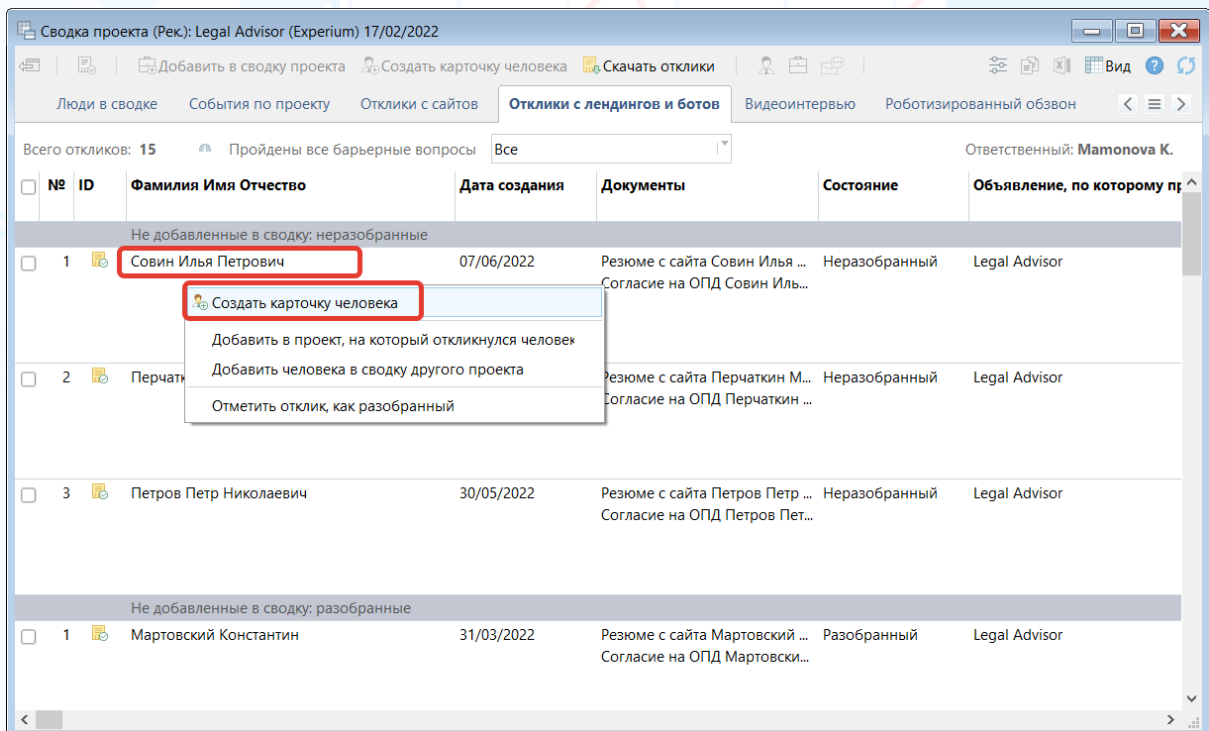 Сводка проекта (Рек.): Legal Advisor (Experium) 17/02/2022
Добавить в сводку проекта Создать карточку человека Скачать отклики Вид
Люди в сводке События по проекту Отклики с сайтов Отклики с лендингов и ботов Видеоинтервью Роботизированный обзвон
Всего откликов: 15 Пройдены все барьерные вопросы Все Ответственный: Mamonova K.
№ ID Фамилия Имя Отчество Дата создания Документы Состояние Объявление, по которому пр
Не добавленные в сводку: неразобранные
1 Совин Илья Петрович 07/06/2022 Резюме с сайта Совин Илья ... Неразобранный Legal Advisor
Согласие на ОПД Совин Иль...
Создать карточку человека
Добавить в проект, на который откликнулся человек
Добавить человека в сводку другого проекта
Отметить отклик, как разобранный
2 Перчатк Резюме с сайта Перчаткин М... Неразобранный Legal Advisor
Согласие на ОПД Перчаткин ...
3 Петров Петр Николаевич 30/05/2022 Резюме с сайта Петров Петр ... Неразобранный Legal Advisor
Согласие на ОПД Петров Пет...
Не добавленные в сводку: разобранные
1 Мартовский Константин 31/03/2022 Резюме с сайта Мартовский ... Разобранный Legal Advisor
Согласие на ОПД Мартовски...